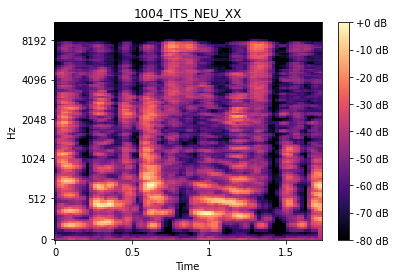 1004_ITS_NEU_XX
+0 dB
8192
-10 dB
4096
-20 dB
-30 dB
2048
-40 dB
Hz
1024
-50 dB
512
-60 dB
-70 dB
0
-80 dB
0
0.5
1
1.5
Time